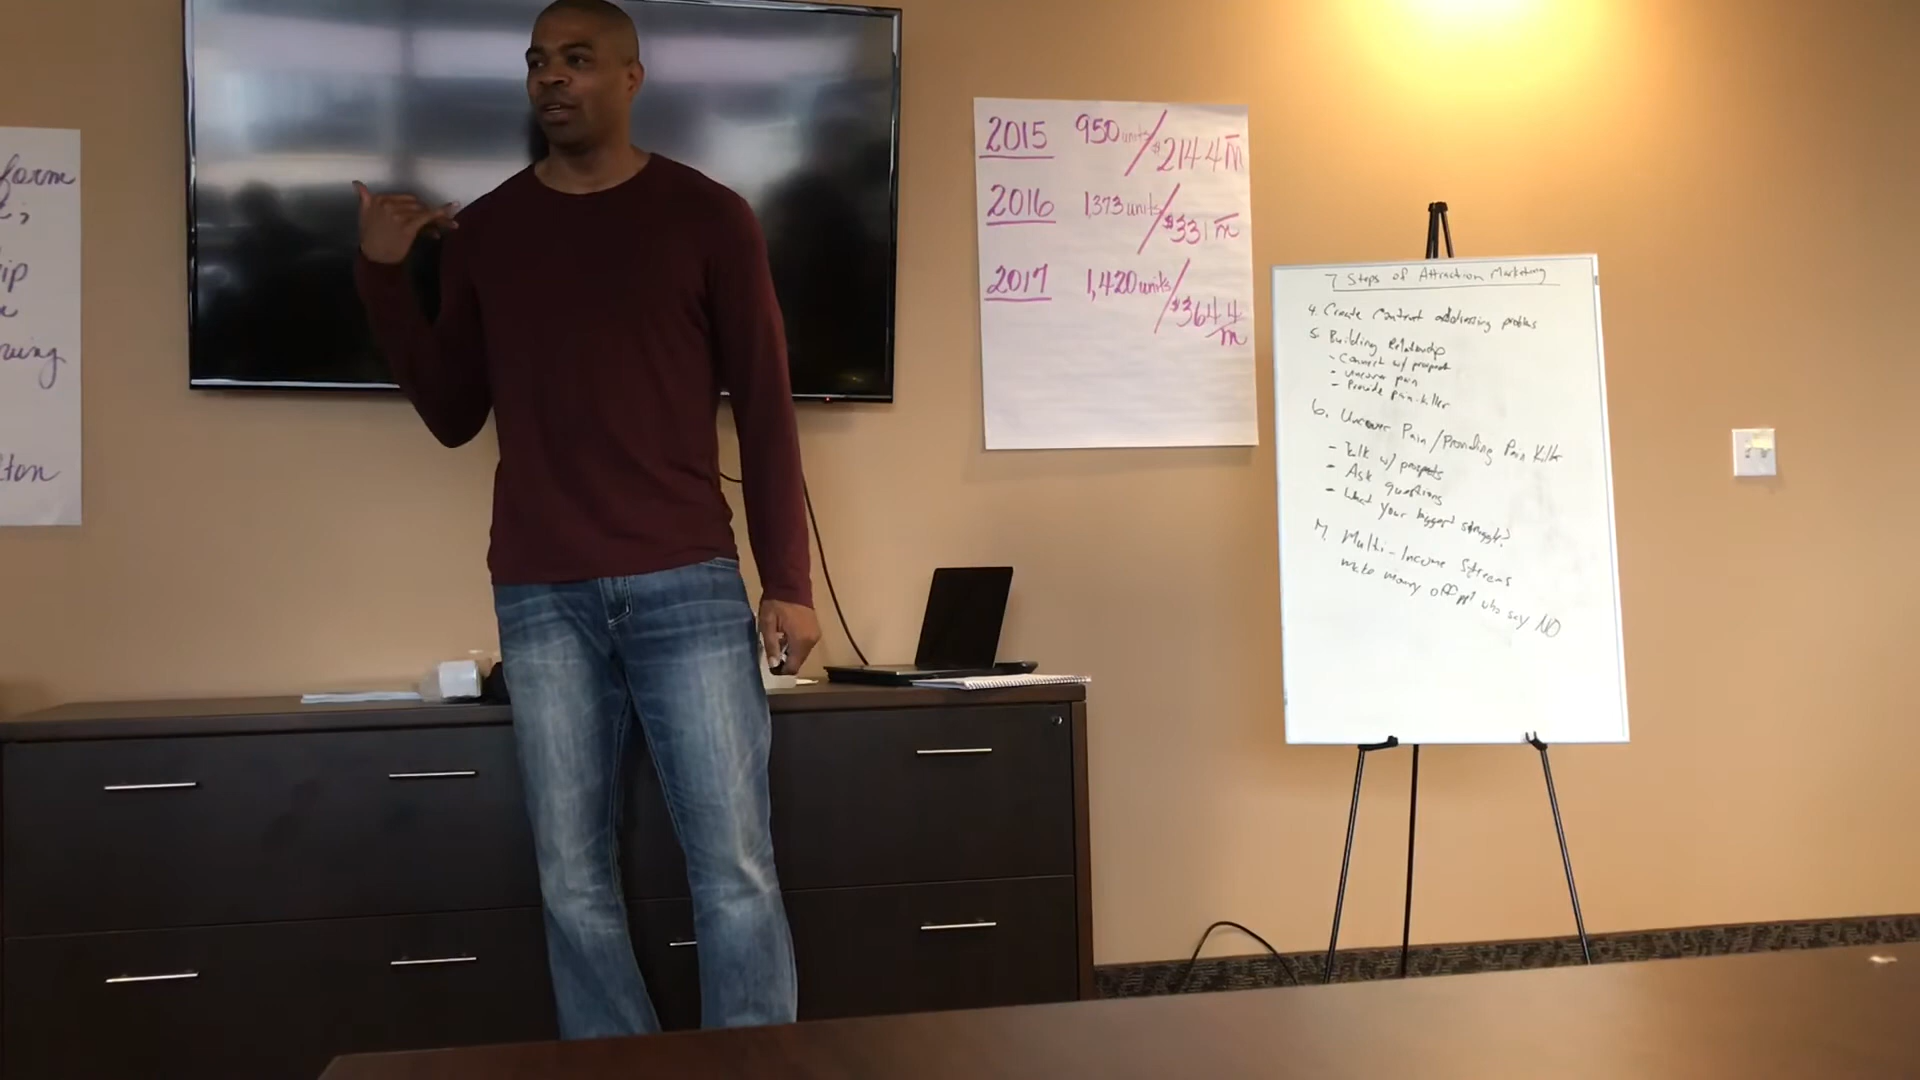 form
ip
ton
2015 950 units/$214.4 m
2016 1,373 units/$331 m
2017 1,420 units/$364.4 m
7 Steps of Attraction Marketing
4. Create Content addressing problem
5. Building Relationship
- Connect w/ prospect
- Uncover pain
- Provide pain-killer
6. Uncover Pain/Providing Pain Killer
- Talk w/ prospects
- Ask questions
- What your biggest struggle?
7. Multi-Income Streams
make money off ppl who say NO